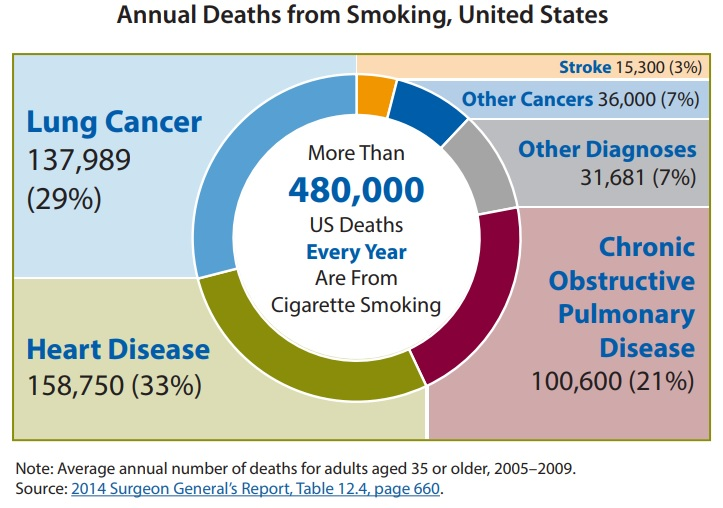 Annual Deaths from Smoking, United States
Stroke 15,300 (3%)
Other Cancers 36,000 (7%)
Other Diagnoses
31,681 (7%)
Lung Cancer
137,989
(29%)
More Than
480,000
US Deaths
Every Year
Are From
Cigarette Smoking
Chronic
Obstructive
Pulmonary
Disease
100,600 (21%)
Heart Disease
158,750 (33%)
Note: Average annual number of deaths for adults aged 35 or older, 2005–2009.
Source: 2014 Surgeon General’s Report, Table 12.4, page 660.